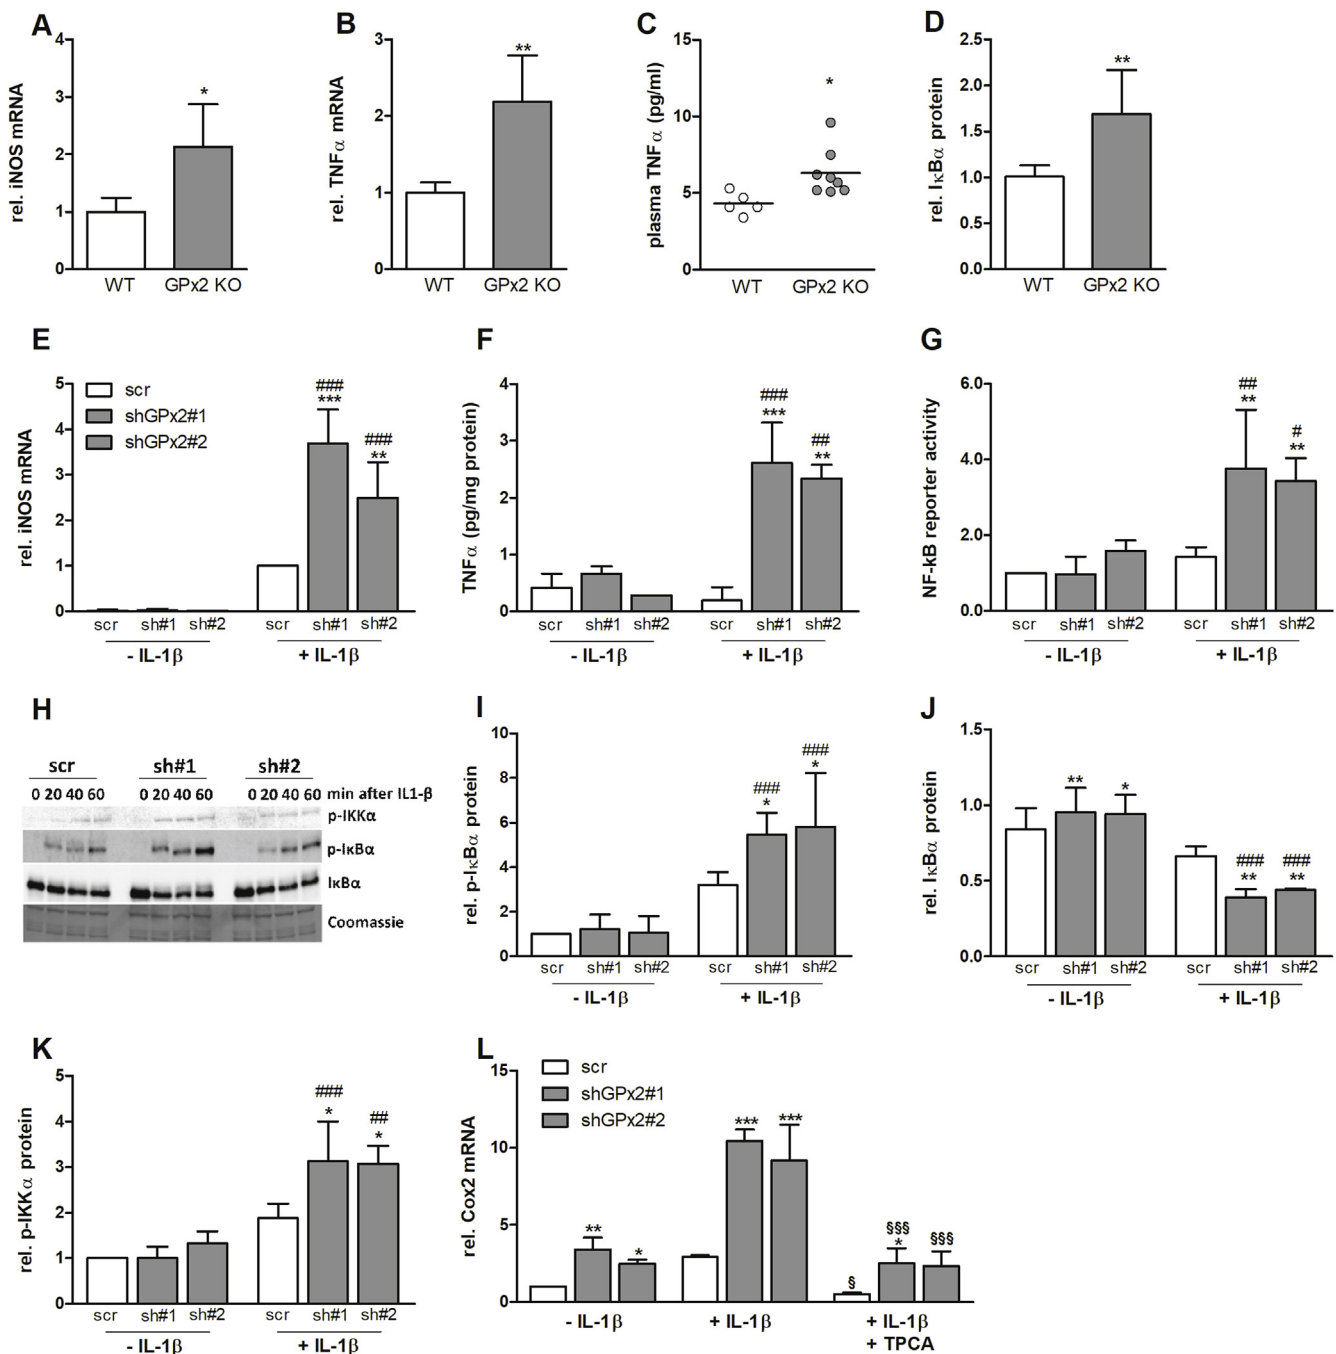 A
4
3
2
1
0
rel. iNOS mRNA
*
WT GPx2 KO
B
3
2
1
0
rel. TNFα mRNA
**
WT GPx2 KO
C
15
10
5
0
plasma TNFα (pg/ml)
*
WT GPx2 KO
D
2.5
2.0
1.5
1.0
0.5
0.0
rel. IκBα protein
**
WT GPx2 KO
E
5
4
3
2
1
0
rel. iNOS mRNA
scr
shGPx2#1
shGPx2#2
### ###
*** **
scr sh#1 sh#2 scr sh#1 sh#2
- IL-1β + IL-1β
F
4
3
2
1
0
TNFα (pg/mg protein)
### ##
*** **
scr sh#1 sh#2 scr sh#1 sh#2
- IL-1β + IL-1β
G
6.0
4.0
2.0
0.0
NF-kB reporter activity
## #
** **
scr sh#1 sh#2 scr sh#1 sh#2
- IL-1β + IL-1β
H
scr sh#1 sh#2
0 20 40 60 0 20 40 60 0 20 40 60 min after IL1-β
p-IKKα
p-IκBα
IκBα
Coomassie
I
10
8
6
4
2
0
rel. p-IκBα protein
### ###
* *
scr sh#1 sh#2 scr sh#1 sh#2
- IL-1β + IL-1β
J
1.5
1.0
0.5
0.0
rel. IκBα protein
** *
### ###
** **
scr sh#1 sh#2 scr sh#1 sh#2
- IL-1β + IL-1β
K
5
4
3
2
1
0
rel. p-IKKα protein
### ##
* *
scr sh#1 sh#2 scr sh#1 sh#2
- IL-1β + IL-1β
L
15
10
5
0
rel. Cox2 mRNA
scr
shGPx2#1
shGPx2#2
** *
*** ***
§ §§§ §§§
*
- IL-1β + IL-1β + IL-1β
+ TPCA